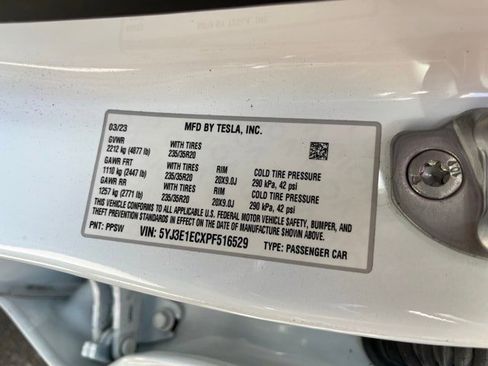 03/23 MFD BY TESLA, INC.
GVWR WITH TIRES
2212 kg (4877 lb) 235/35R20
GAWR FRT WITH TIRES RIM COLD TIRE PRESSURE
1110 kg (2447 lb) 235/35R20 20X9.0J 290 kPa, 42 psi
GAWR RR WITH TIRES RIM COLD TIRE PRESSURE
1257 kg (2771 lb) 235/35R20 20X9.0J 290 kPa, 42 psi
THIS VEHICLE CONFORMS TO ALL APPLICABLE U.S. FEDERAL MOTOR VEHICLE SAFETY, BUMPER, AND
THEFT PREVENTION STANDARDS IN EFFECT ON THE DATE OF MANUFACTURE SHOWN ABOVE.
PNT: PPSW VIN: 5YJ3E1ECXPF516529 TYPE: PASSENGER CAR